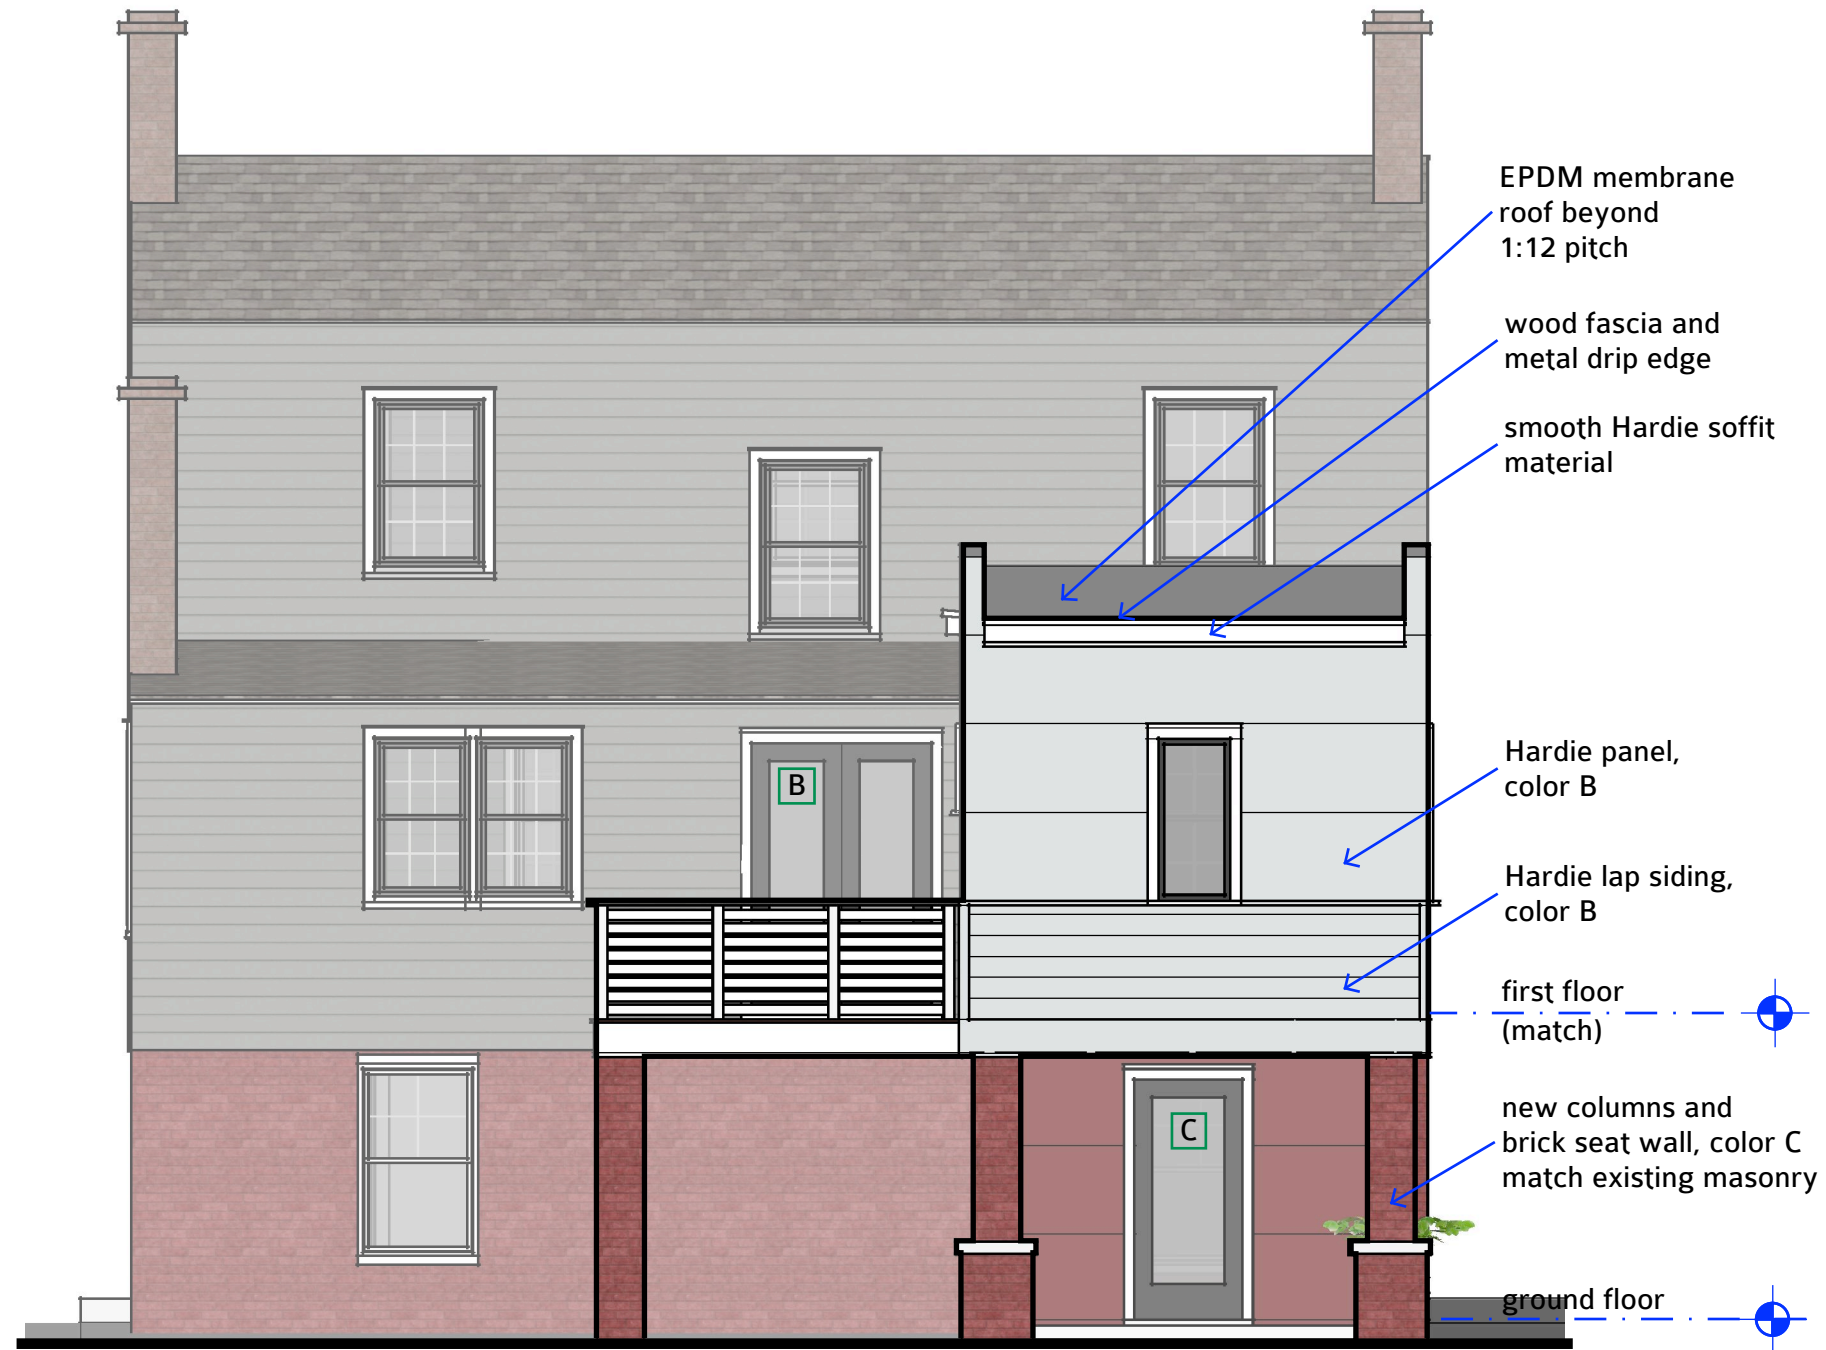 EPDM membrane
roof beyond
1:12 pitch
wood fascia and
metal drip edge
smooth Hardie soffit
material
Hardie panel,
color B
B
Hardie lap siding,
color B
first floor
(match)
new columns and
brick seat wall, color C
match existing masonry
C
ground floor